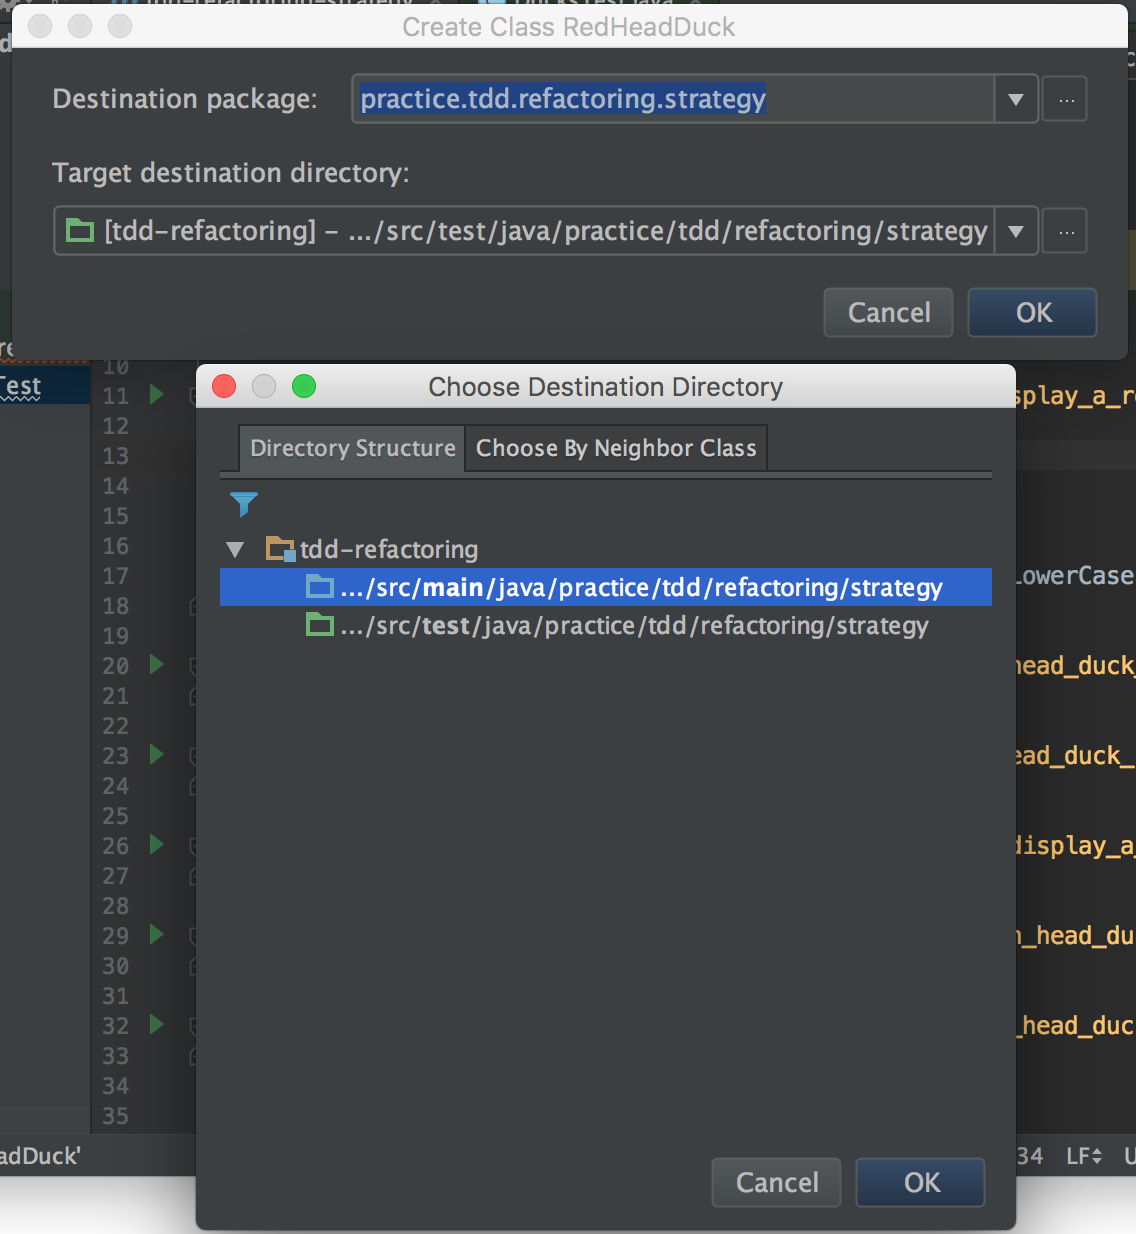 Create Class RedHeadDuck
Destination package:
practice.tdd.refactoring.strategy
...
Target destination directory:
[tdd-refactoring] – .../src/test/java/practice/tdd/refactoring/strategy
...
Cancel
OK
Test
Choose Destination Directory
Directory Structure
Choose By Neighbor Class
tdd-refactoring
.../src/main/java/practice/tdd/refactoring/strategy
.../src/test/java/practice/tdd/refactoring/strategy
Cancel
OK
10
11
splay_a_r
12
13
14
15
16
17
LowerCase
18
19
20
head_duck_
21
22
23
ead_duck_
24
25
26
display_a_
27
28
29
n_head_du
30
31
32
_head_duc
33
34
35
adDuck'
34
LF